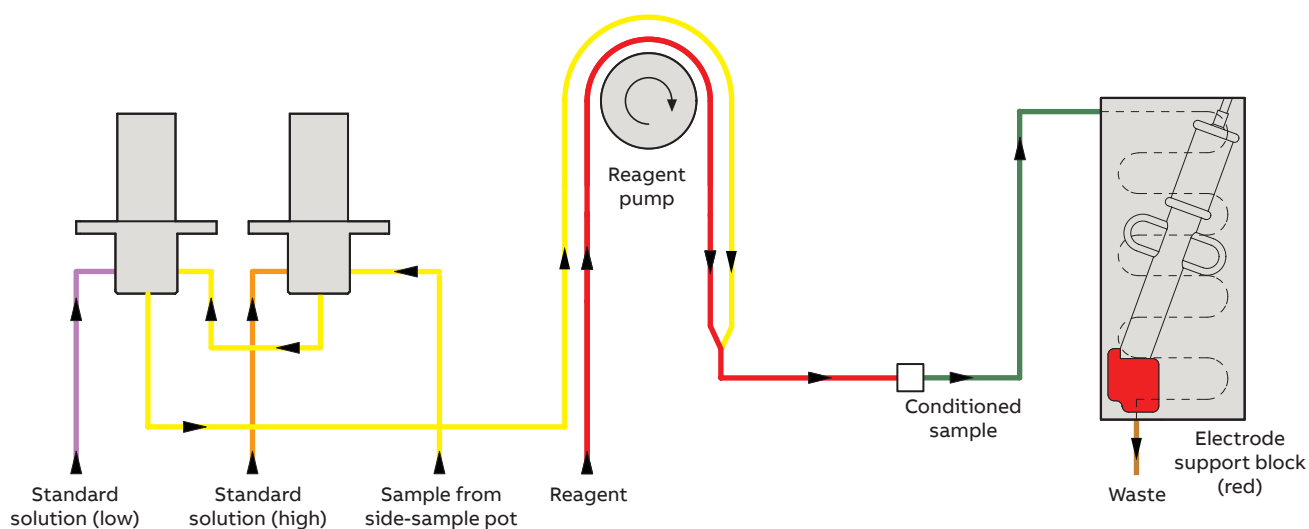 Reagent
pump
Conditioned
sample
Electrode
support block
(red)
Standard
solution (low)
Standard
solution (high)
Sample from
side-sample pot
Reagent
Waste